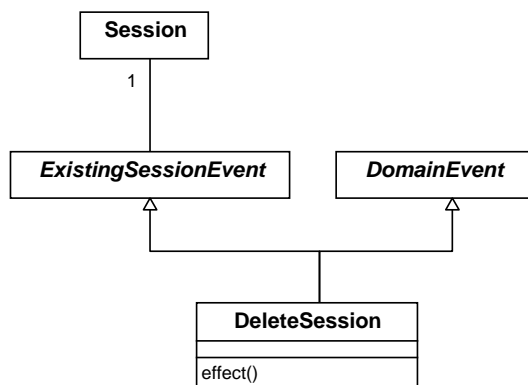 Session
1
ExistingSessionEvent
DomainEvent
DeleteSession
effect()